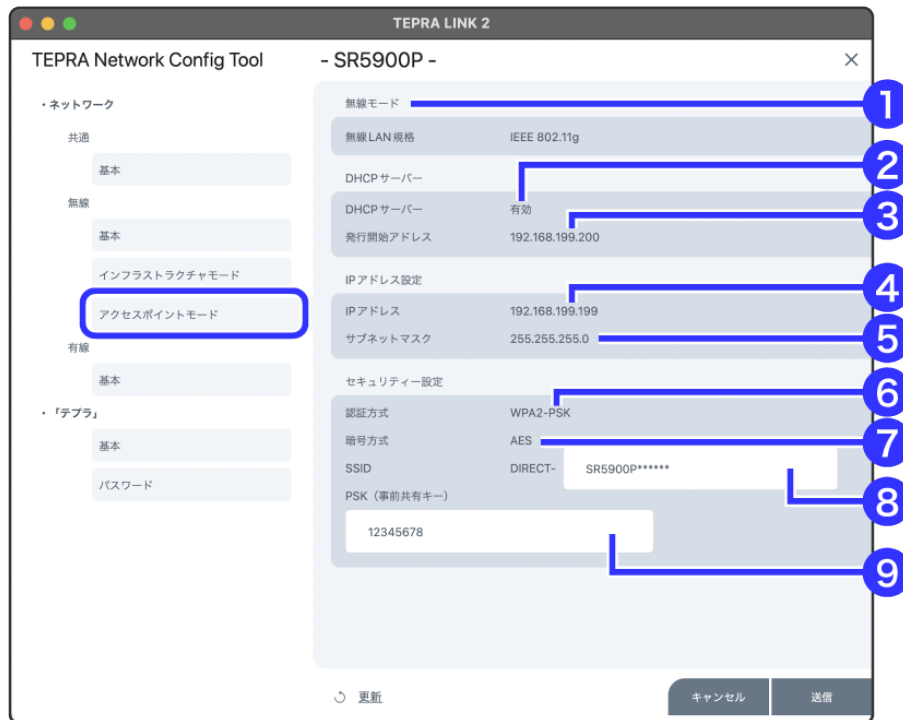 TEPRA LINK 2
TEPRA Network Config Tool
- SR5900P -
・ネットワーク
共通
基本
無線
基本
インフラストラクチャモード
アクセスポイントモード
有線
基本
・「テプラ」
基本
パスワード
無線モード
1
無線LAN規格 IEEE 802.11g
DHCPサーバー
2
DHCPサーバー 有効
3
発行開始アドレス 192.168.199.200
IPアドレス設定
4
IPアドレス 192.168.199.199
サブネットマスク 255.255.255.0
5
セキュリティー設定
6
認証方式 WPA2-PSK
暗号方式 AES
7
SSID DIRECT- SR5900P******
8
PSK（事前共有キー）
12345678
9
更新
キャンセル
送信